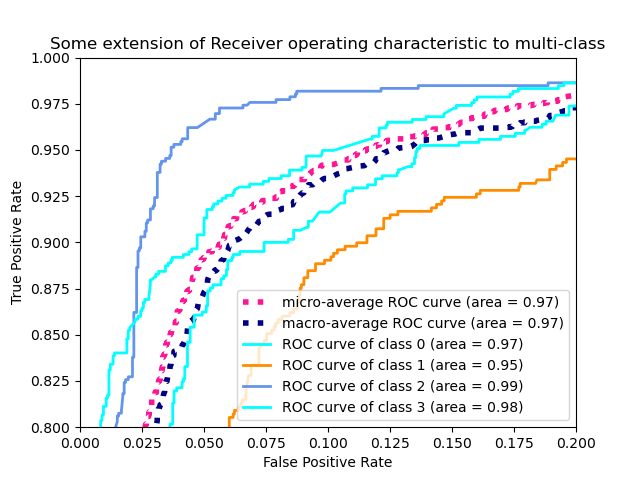 Some extension of Receiver operating characteristic to multi-class
1.000
0.975
0.950
0.925
0.900
0.875
0.850
0.825
0.800
True Positive Rate
micro-average ROC curve (area = 0.97)
macro-average ROC curve (area = 0.97)
ROC curve of class 0 (area = 0.97)
ROC curve of class 1 (area = 0.95)
ROC curve of class 2 (area = 0.99)
ROC curve of class 3 (area = 0.98)
0.000 0.025 0.050 0.075 0.100 0.125 0.150 0.175 0.200
False Positive Rate